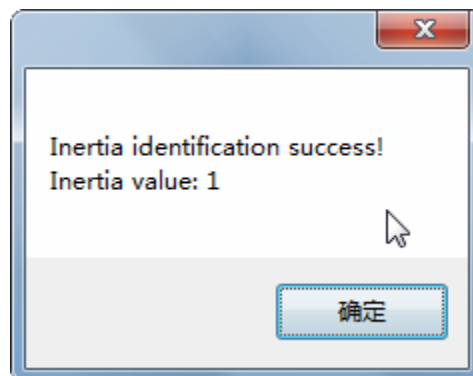 Inertia identification success!
Inertia value: 1
确定